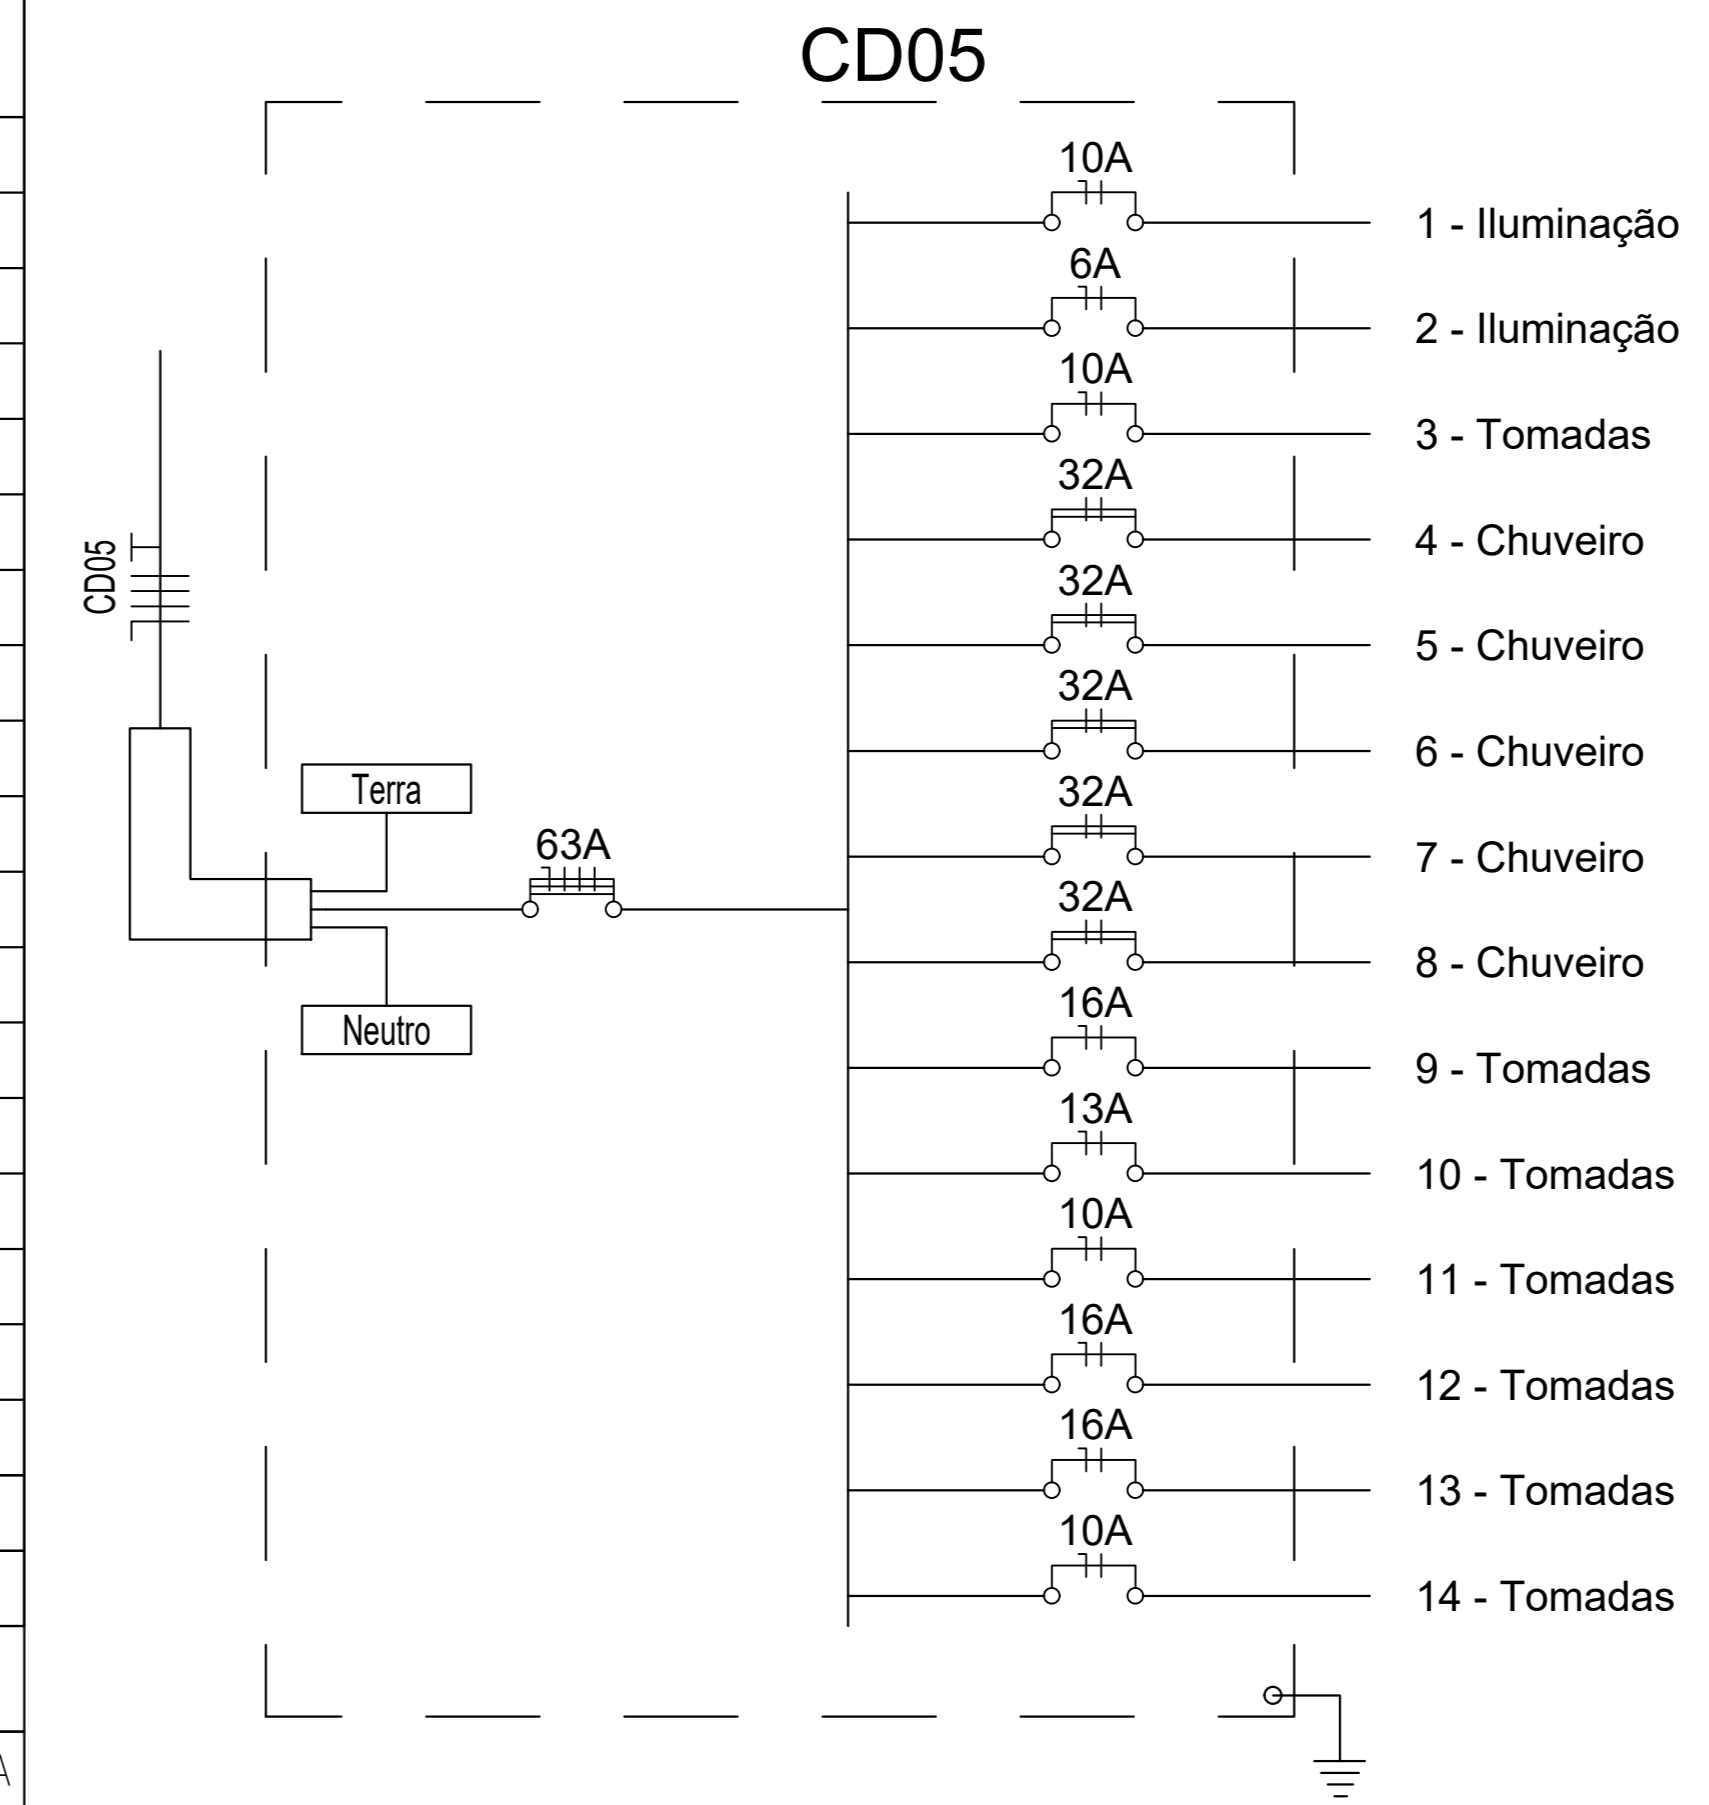 CD05
10A
1 - Iluminação
6A
2 - Iluminação
10A
3 - Tomadas
32A
4 - Chuveiro
CD05
32A
5 - Chuveiro
32A
6 - Chuveiro
Terra
32A
7 - Chuveiro
63A
32A
8 - Chuveiro
Neutro
16A
9 - Tomadas
13A
10 - Tomadas
10A
11 - Tomadas
16A
12 - Tomadas
16A
13 - Tomadas
10A
14 - Tomadas
A